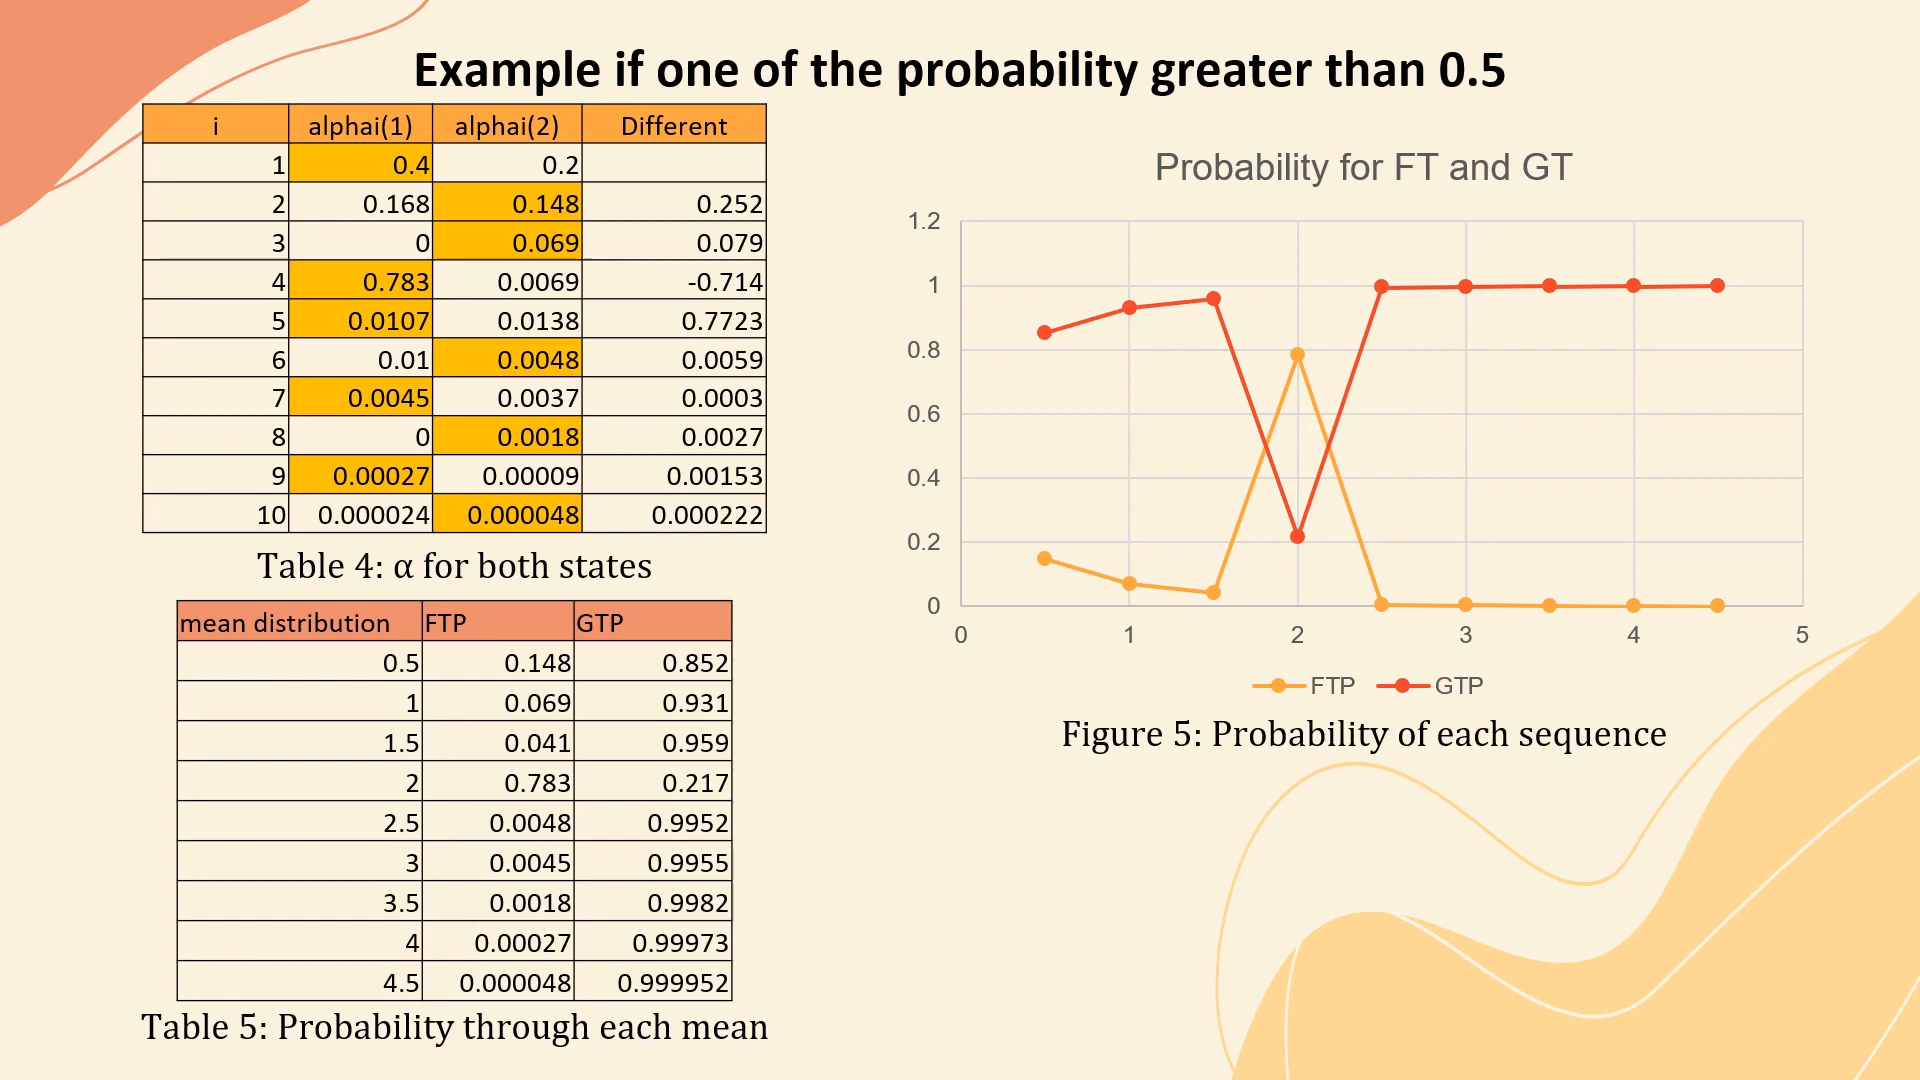 Example if one of the probability greater than 0.5
i alphai(1) alphai(2) Different
1 0.4 0.2
2 0.168 0.148 0.252
3 0 0.069 0.079
4 0.783 0.0069 -0.714
5 0.0107 0.0138 0.7723
6 0.01 0.0048 0.0059
7 0.0045 0.0037 0.0003
8 0 0.0018 0.0027
9 0.00027 0.00009 0.00153
10 0.000024 0.000048 0.000222
Table 4: α for both states
mean distribution FTP GTP
0.5 0.148 0.852
1 0.069 0.931
1.5 0.041 0.959
2 0.783 0.217
2.5 0.0048 0.9952
3 0.0045 0.9955
3.5 0.0018 0.9982
4 0.00027 0.99973
4.5 0.000048 0.999952
Table 5: Probability through each mean
Probability for FT and GT
1.2
1
0.8
0.6
0.4
0.2
0
0 1 2 3 4 5
FTP GTP
Figure 5: Probability of each sequence